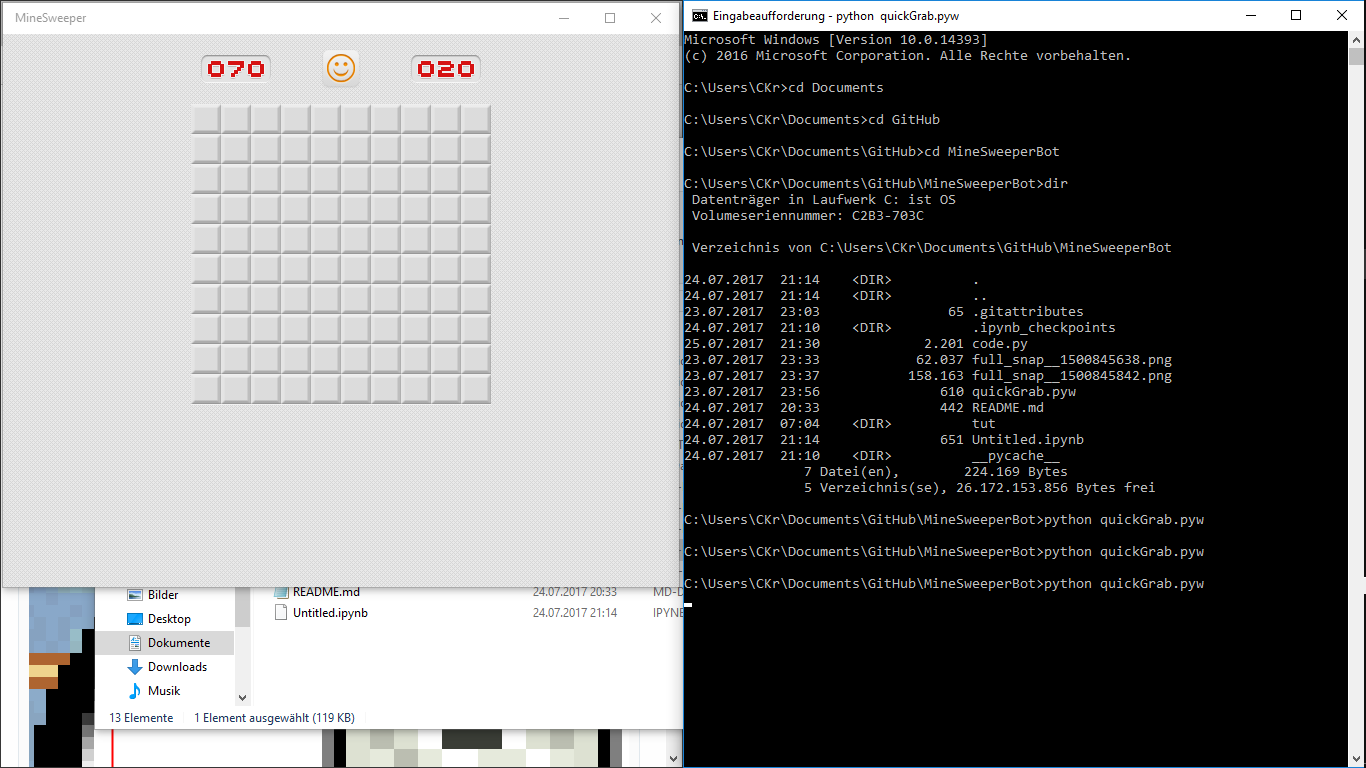 MineSweeper
070
020
Bilder
Desktop
Dokumente
Downloads
Musik
README.md 24.07.2017 20:33 MD-D
Untitled.ipynb 24.07.2017 21:14 IPYNB
13 Elemente 1 Element ausgewählt (119 KB)
Eingabeaufforderung - python quickGrab.pyw
Microsoft Windows [Version 10.0.14393]
(c) 2016 Microsoft Corporation. Alle Rechte vorbehalten.
C:\Users\CKr>cd Documents
C:\Users\CKr\Documents>cd GitHub
C:\Users\CKr\Documents\GitHub>cd MineSweeperBot
C:\Users\CKr\Documents\GitHub\MineSweeperBot>dir
Datenträger in Laufwerk C: ist OS
Volumeseriennummer: C2B3-703C
Verzeichnis von C:\Users\CKr\Documents\GitHub\MineSweeperBot
24.07.2017 21:14 <DIR> .
24.07.2017 21:14 <DIR> ..
23.07.2017 23:03 65 .gitattributes
24.07.2017 21:10 <DIR> .ipynb_checkpoints
25.07.2017 21:30 2.201 code.py
23.07.2017 23:33 62.037 full_snap__1500845638.png
23.07.2017 23:37 158.163 full_snap__1500845842.png
23.07.2017 23:56 610 quickGrab.pyw
24.07.2017 20:33 442 README.md
24.07.2017 07:04 <DIR> tut
24.07.2017 21:14 651 Untitled.ipynb
24.07.2017 21:10 <DIR> __pycache__
7 Datei(en), 224.169 Bytes
5 Verzeichnis(se), 26.172.153.856 Bytes frei
C:\Users\CKr\Documents\GitHub\MineSweeperBot>python quickGrab.pyw
C:\Users\CKr\Documents\GitHub\MineSweeperBot>python quickGrab.pyw
C:\Users\CKr\Documents\GitHub\MineSweeperBot>python quickGrab.pyw